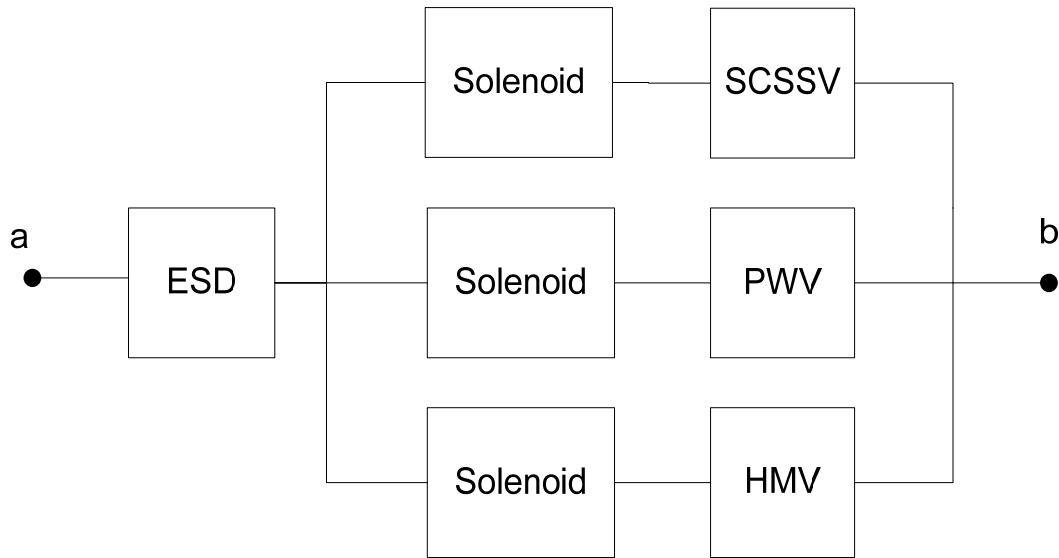 Solenoid
SCSSV
a
ESD
Solenoid
PWV
b
Solenoid
HMV